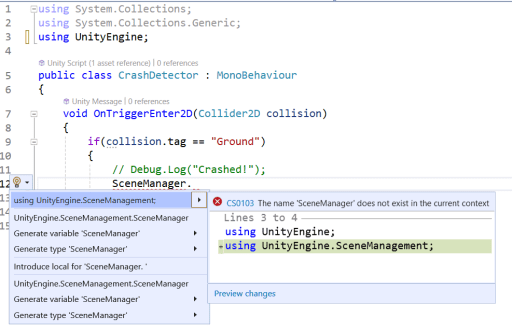 1 using System.Collections;
2 using System.Collections.Generic;
3 using UnityEngine;
4
Unity Script (1 asset reference) | 0 references
5 public class CrashDetector : MonoBehaviour
6 {
Unity Message | 0 references
7 void OnTriggerEnter2D(Collider2D collision)
8 {
9 if(collision.tag == "Ground")
10 {
11 // Debug.Log("Crashed!");
12 SceneManager.
13
14
15
using UnityEngine.SceneManagement;
UnityEngine.SceneManagement.SceneManager
Generate variable 'SceneManager'
Generate type 'SceneManager'
Introduce local for 'SceneManager. '
UnityEngine.SceneManagement.SceneManager
Generate variable 'SceneManager'
Generate type 'SceneManager'
CS0103 The name 'SceneManager' does not exist in the current context
Lines 3 to 4
using UnityEngine;
+using UnityEngine.SceneManagement;
Preview changes